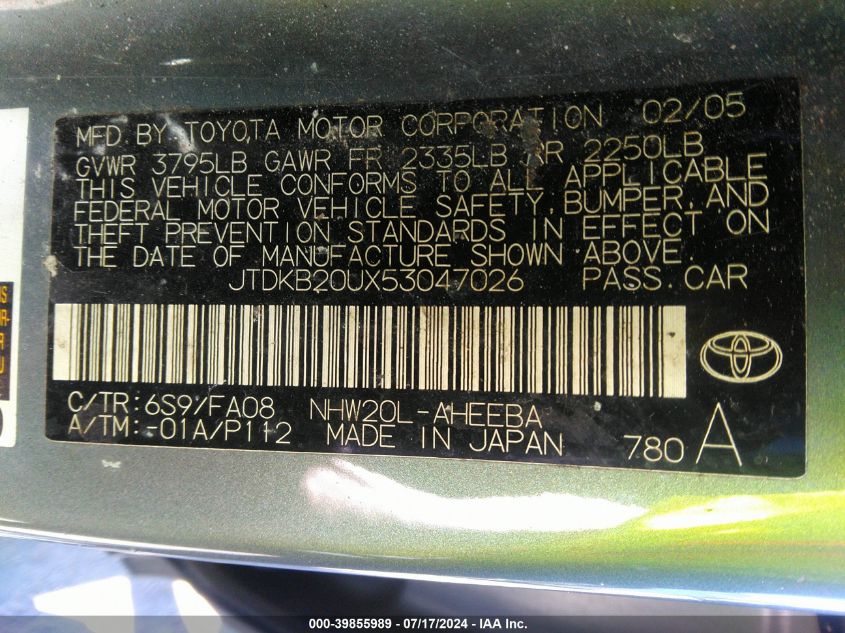 MFD. BY TOYOTA MOTOR CORPORATION 02/05
GVWR 3795LB GAWR FR 2335LB RR 2250LB
THIS VEHICLE CONFORMS TO ALL APPLICABLE
FEDERAL MOTOR VEHICLE SAFETY, BUMPER, AND
THEFT PREVENTION STANDARDS IN EFFECT ON
THE DATE OF MANUFACTURE SHOWN ABOVE.
JTDKB20UX53047026 PASS. CAR
C/TR: 6S9/FA08 NHW20L-AHEEBA
A/TM: -01A/P112 MADE IN JAPAN 780 A
000-39855989 - 07/17/2024 - IAA Inc.